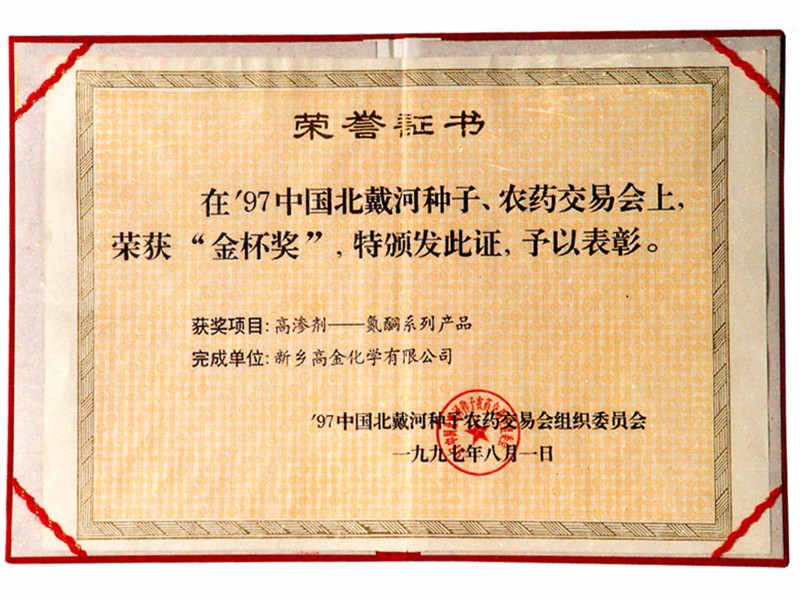 荣誉证书
在'97中国北戴河种子、农药交易会上,
荣获“金杯奖”,特颁发此证,予以表彰。
获奖项目:高渗剂——氮酮系列产品
完成单位:新乡高金化学有限公司
'97中国北戴河种子农药交易会组织委员会
一九九七年八月一日